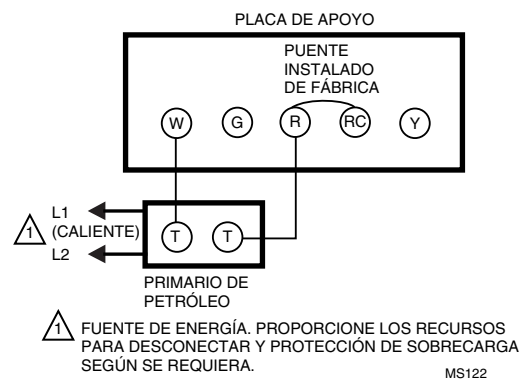 PLACA DE APOYO
PUENTE
INSTALADO
DE FÁBRICA
W G R RC Y
L1
1 (CALIENTE)
L2
T T
PRIMARIO DE
PETRÓLEO
1 FUENTE DE ENERGÍA. PROPORCIONE LOS RECURSOS
PARA DESCONECTAR Y PROTECCIÓN DE SOBRECARGA
SEGÚN SE REQUIERA.
MS122